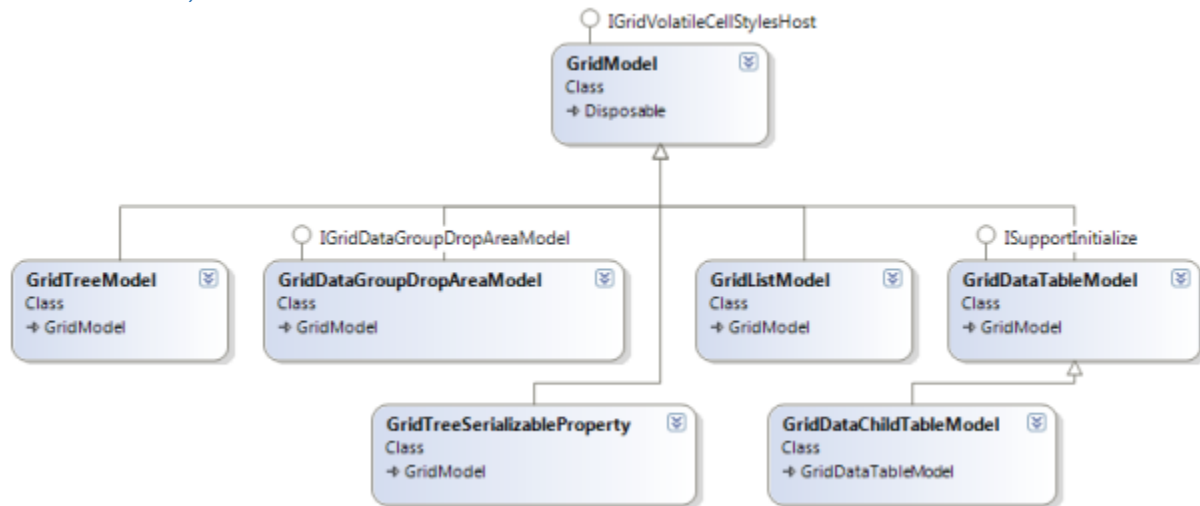 IGridVolatileCellStylesHost
GridModel
Class
Disposable
IGridDataGroupDropAreaModel
ISupportInitialize
GridTreeModel
Class
GridModel
GridDataGroupDropAreaModel
Class
GridModel
GridListModel
Class
GridModel
GridDataTableModel
Class
GridModel
GridTreeSerializableProperty
Class
GridModel
GridDataChildTableModel
Class
GridDataTableModel